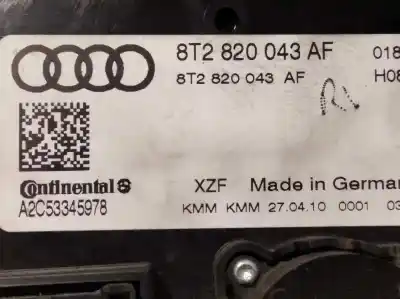 8T2 820 043 AF 018
8T2 820 043 AF H08
Continental
A2C53345978
XZF Made in German
KMM KMM 27.04.10 0001 03